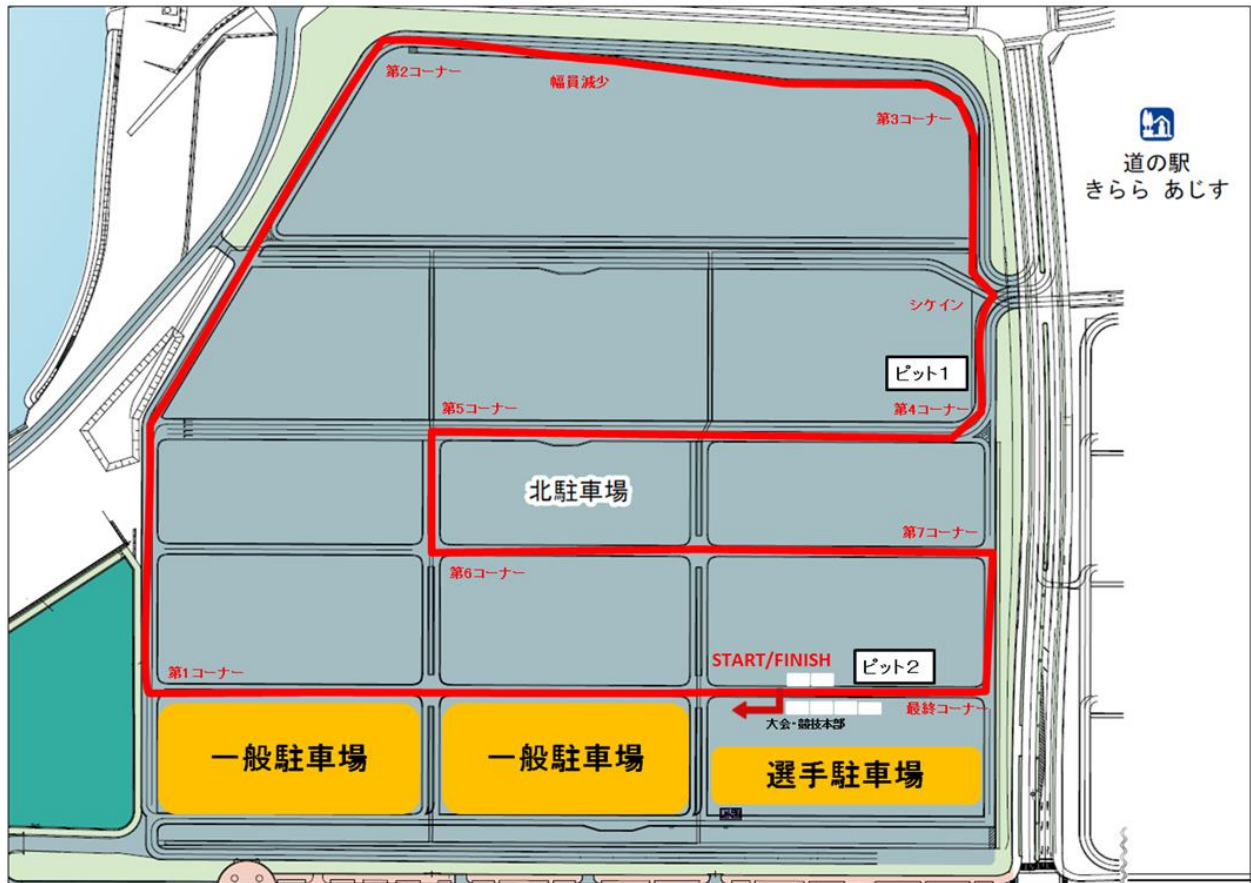 第2コーナー
幅員減少
第3コーナー
道の駅
きらら あじす
シケイン
ピット1
第5コーナー
第4コーナー
北駐車場
第7コーナー
第6コーナー
第1コーナー
START/FINISH
ピット2
最終コーナー
大会・競技本部
一般駐車場
一般駐車場
選手駐車場